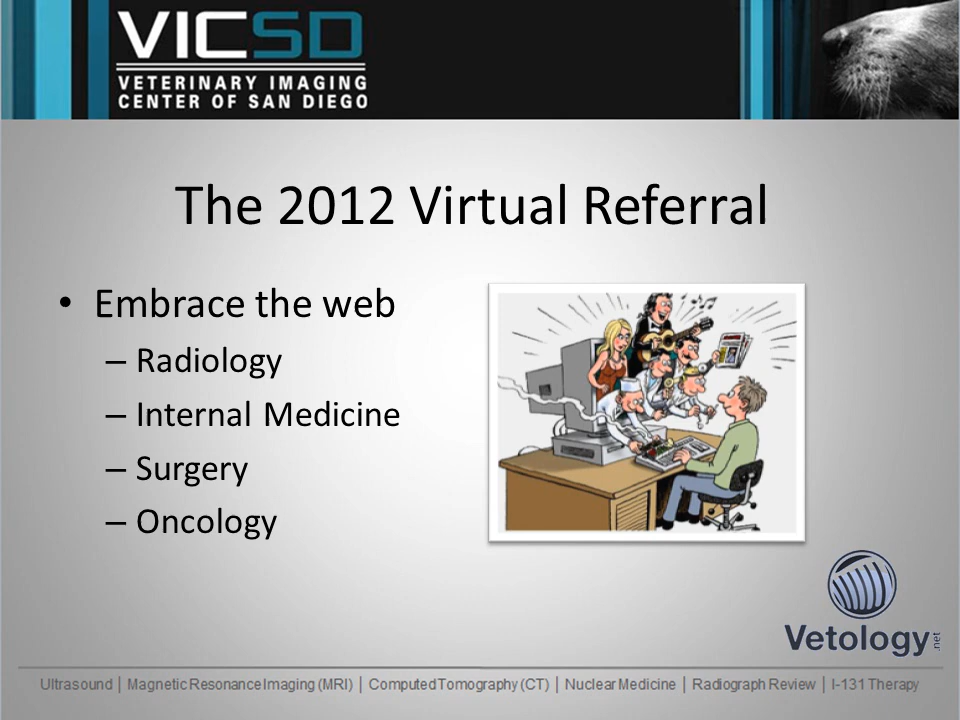 VICSD
VETERINARY IMAGING
CENTER OF SAN DIEGO
The 2012 Virtual Referral
• Embrace the web
– Radiology
– Internal Medicine
– Surgery
– Oncology
Vetology.net
Ultrasound | Magnetic Resonance Imaging (MRI) | Computed Tomography (CT) | Nuclear Medicine | Radiograph Review | I-131 Therapy